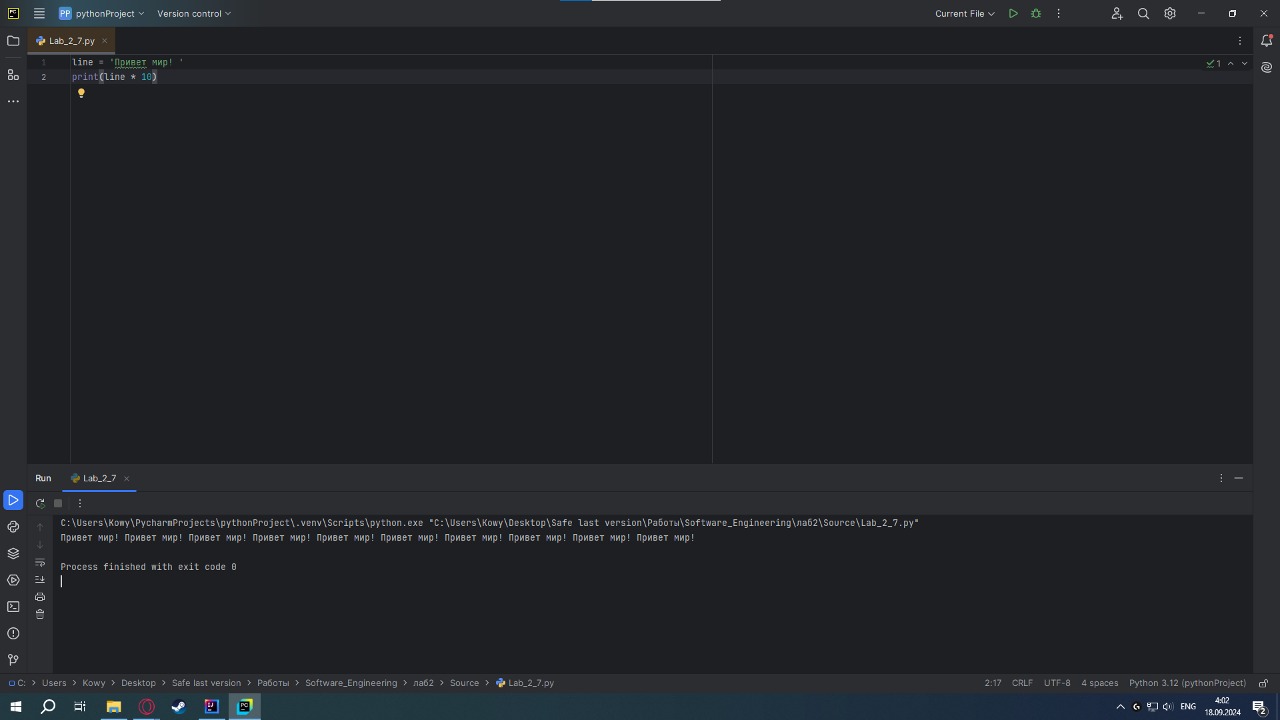 PC PP pythonProject Version control Current File
Lab_2_7.py
1 line = 'Привет мир! ' 1
2 print(line * 10)
Run Lab_2_7
C:\Users\Kowy\PycharmProjects\pythonProject\.venv\Scripts\python.exe "C:\Users\Kowy\Desktop\Safe last version\Работы\Software_Engineering\лаб2\Source\Lab_2_7.py"
Привет мир! Привет мир! Привет мир! Привет мир! Привет мир! Привет мир! Привет мир! Привет мир! Привет мир! Привет мир!
Process finished with exit code 0
C: > Users > Kowy > Desktop > Safe last version > Работы > Software_Engineering > лаб2 > Source > Lab_2_7.py 2:17 CRLF UTF-8 4 spaces Python 3.12 (pythonProject)
PC ENG 4:02 2
18.09.2024